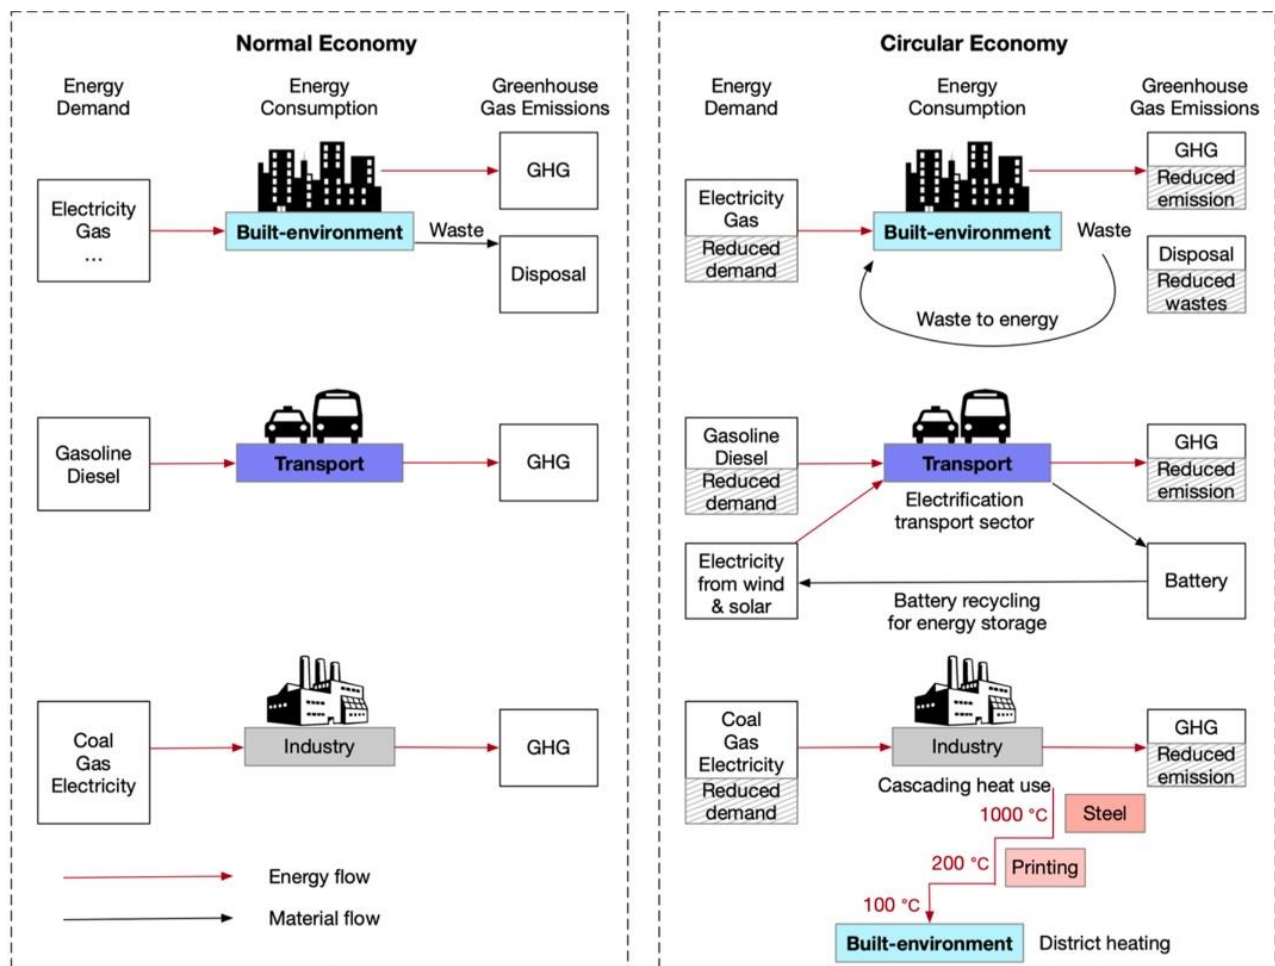 Normal Economy
Energy
Demand
Energy
Consumption
Greenhouse
Gas Emissions
Electricity
Gas
...
Built-environment
Waste
GHG
Disposal
Gasoline
Diesel
Transport
GHG
Coal
Gas
Electricity
Industry
GHG
Energy flow
Material flow
Circular Economy
Energy
Demand
Energy
Consumption
Greenhouse
Gas Emissions
Electricity
Gas
Reduced
demand
Built-environment
Waste
Waste to energy
GHG
Reduced
emission
Disposal
Reduced
wastes
Gasoline
Diesel
Reduced
demand
Transport
Electrification
transport sector
GHG
Reduced
emission
Electricity
from wind
& solar
Battery recycling
for energy storage
Battery
Coal
Gas
Electricity
Reduced
demand
Industry
Cascading heat use
GHG
Reduced
emission
1000 °C
Steel
200 °C
Printing
100 °C
Built-environment
District heating